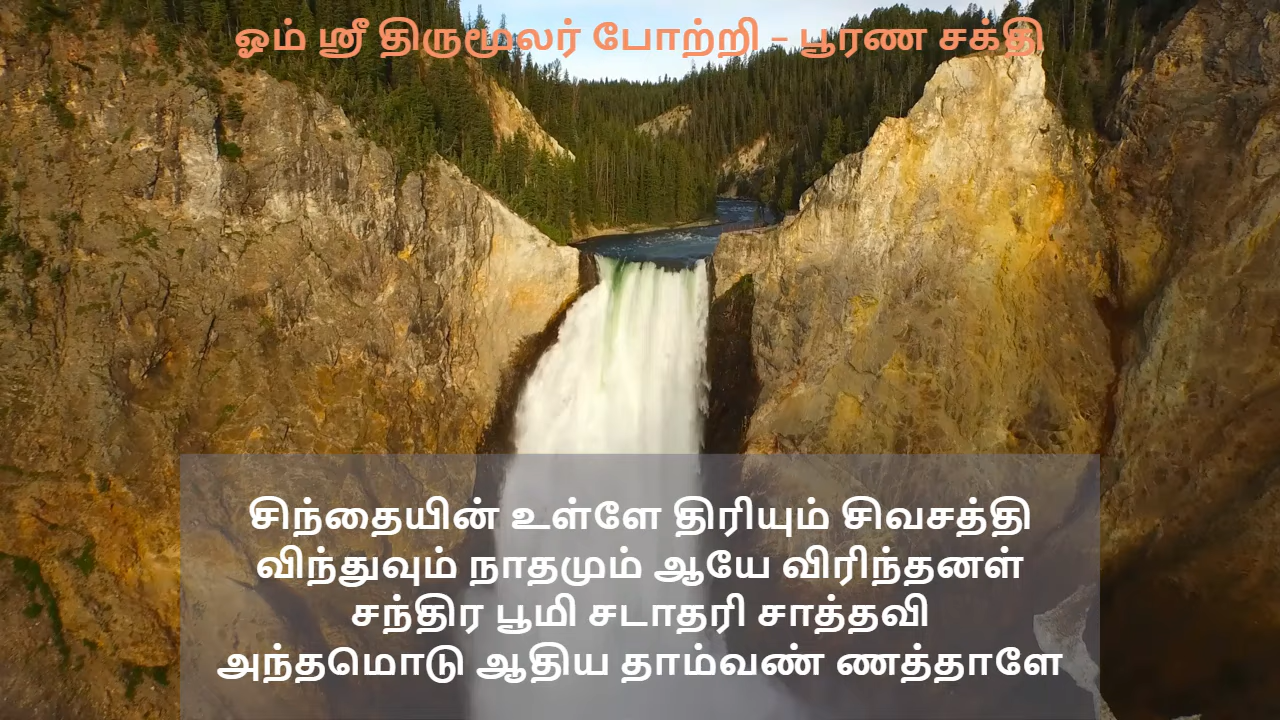 ஓம் ஸ்ரீ திருமூலர் போற்றி – பூரண சக்தி
சிந்தையின் உள்ளே திரியும் சிவசத்தி
விந்துவும் நாதமும் ஆயே விரிந்தனள்
சந்திர பூமி சடாதரி சாத்தவி
அந்தமொடு ஆதிய தாம்வண் ணத்தாளே